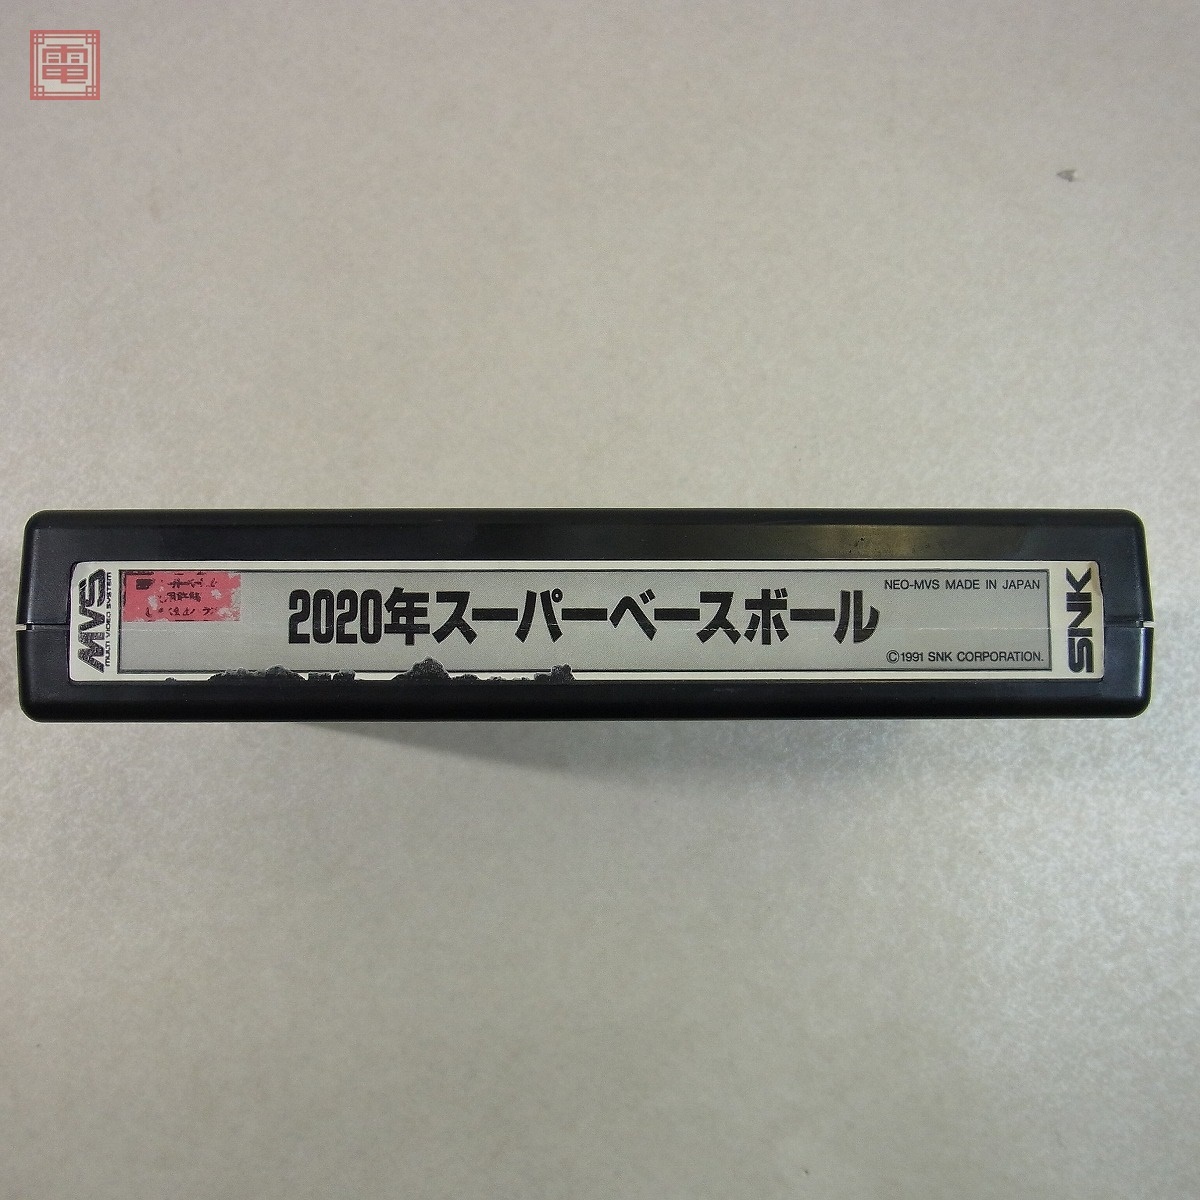 電
MVS
MULTI VIDEO SYSTEM
2020年スーパーベースボール
NEO-MVS MADE IN JAPAN
©1991 SNK CORPORATION.
SNK